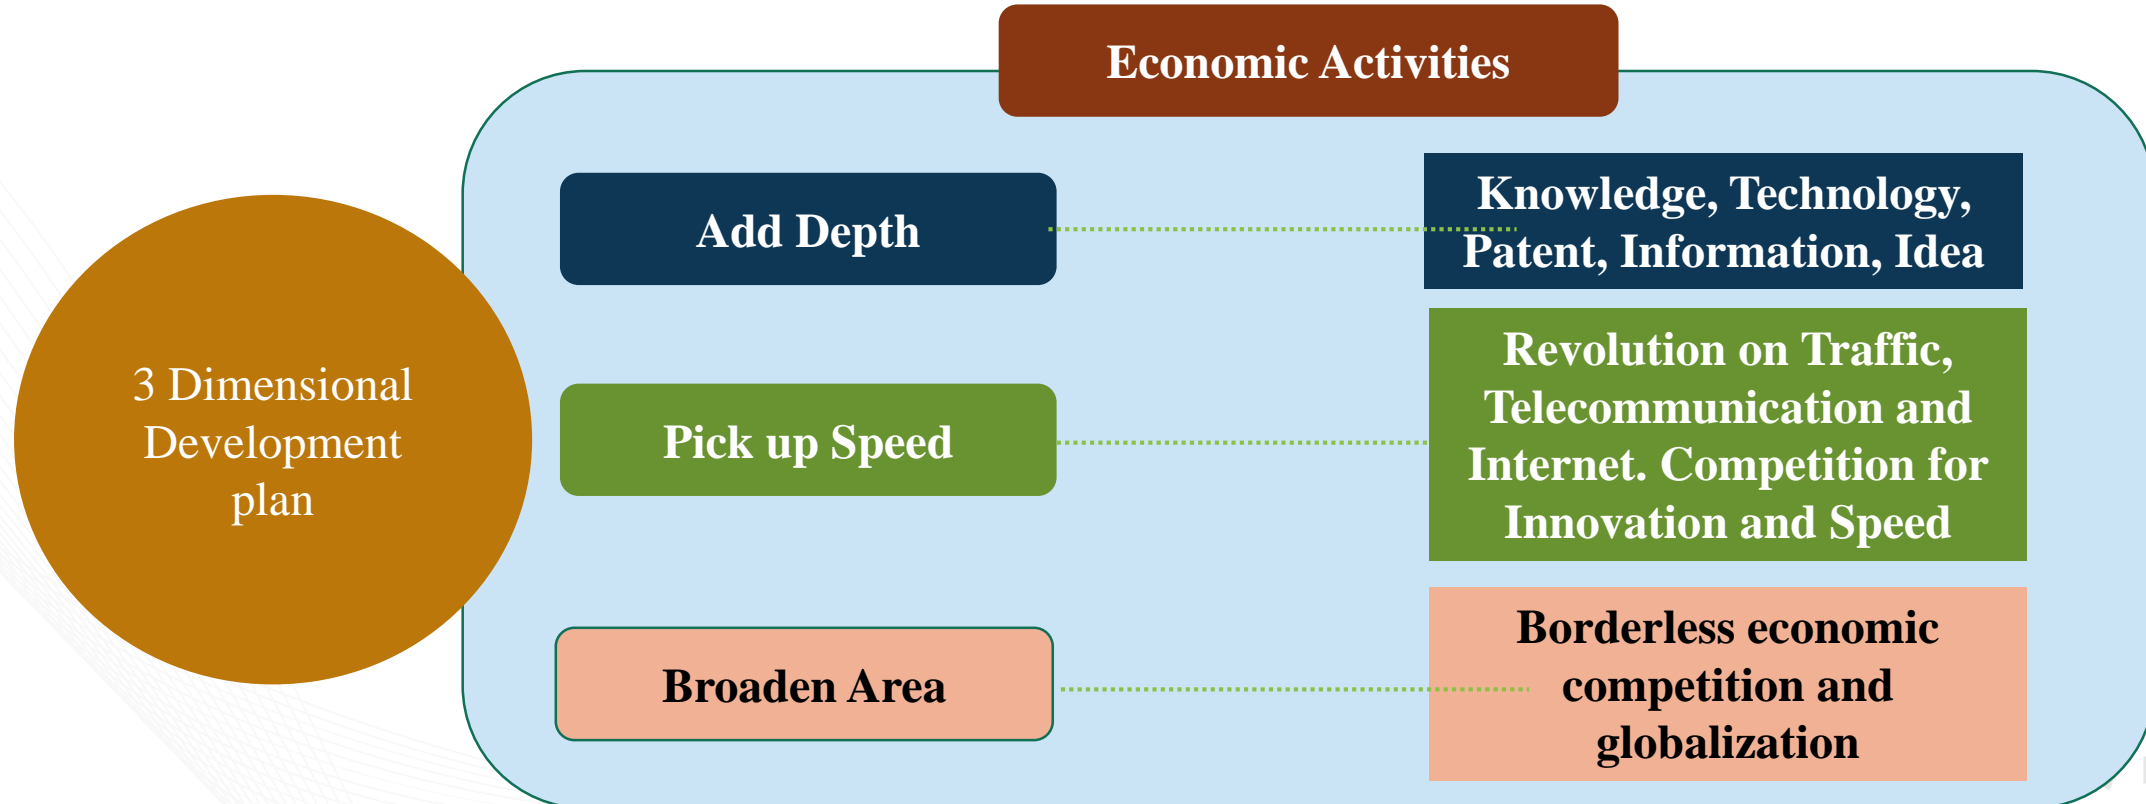 Economic Activities
3 Dimensional
Development
plan
Add Depth
Knowledge, Technology,
Patent, Information, Idea
Pick up Speed
Revolution on Traffic,
Telecommunication and
Internet. Competition for
Innovation and Speed
Broaden Area
Borderless economic
competition and
globalization